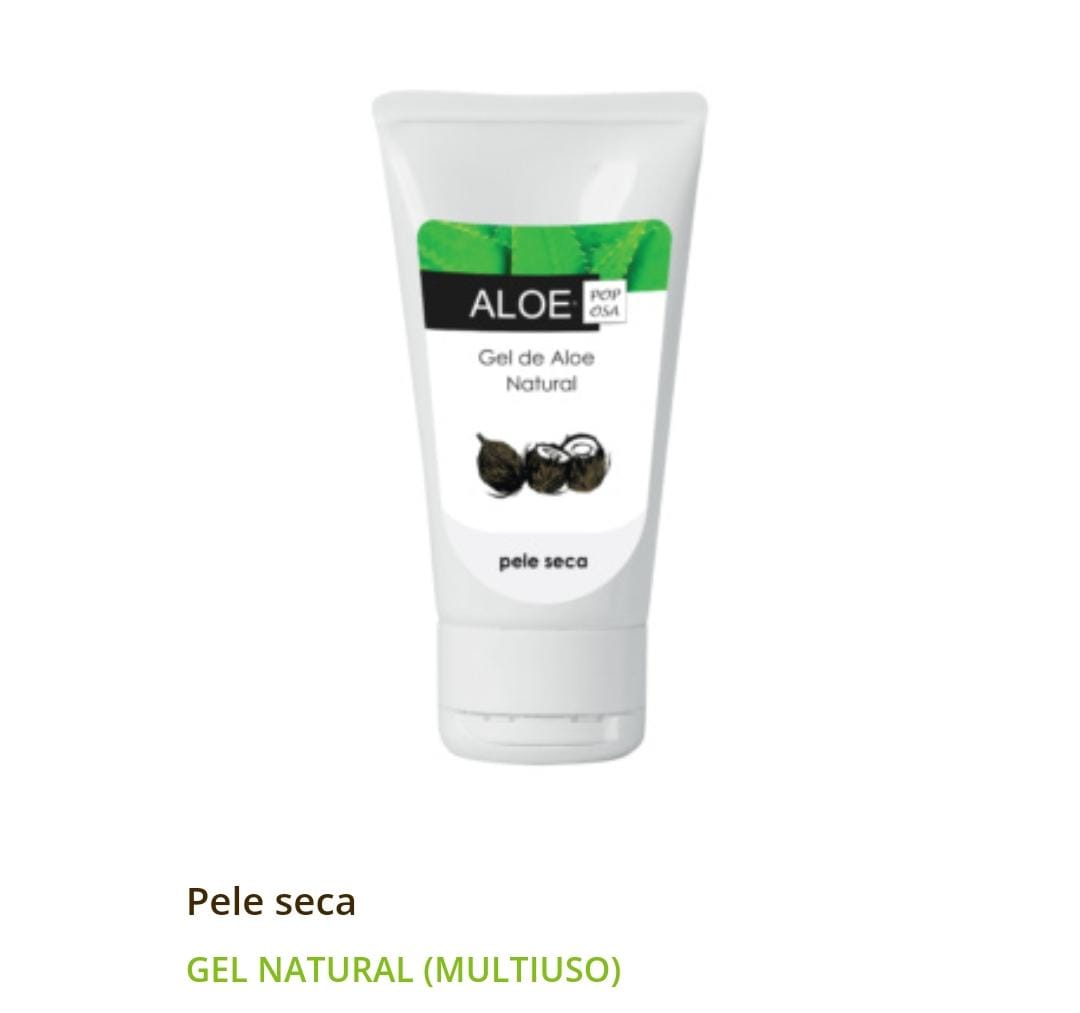 ALOE
POP
OSA
Gel de Aloe
Natural
pele seca
Pele seca
GEL NATURAL (MULTIUSO)